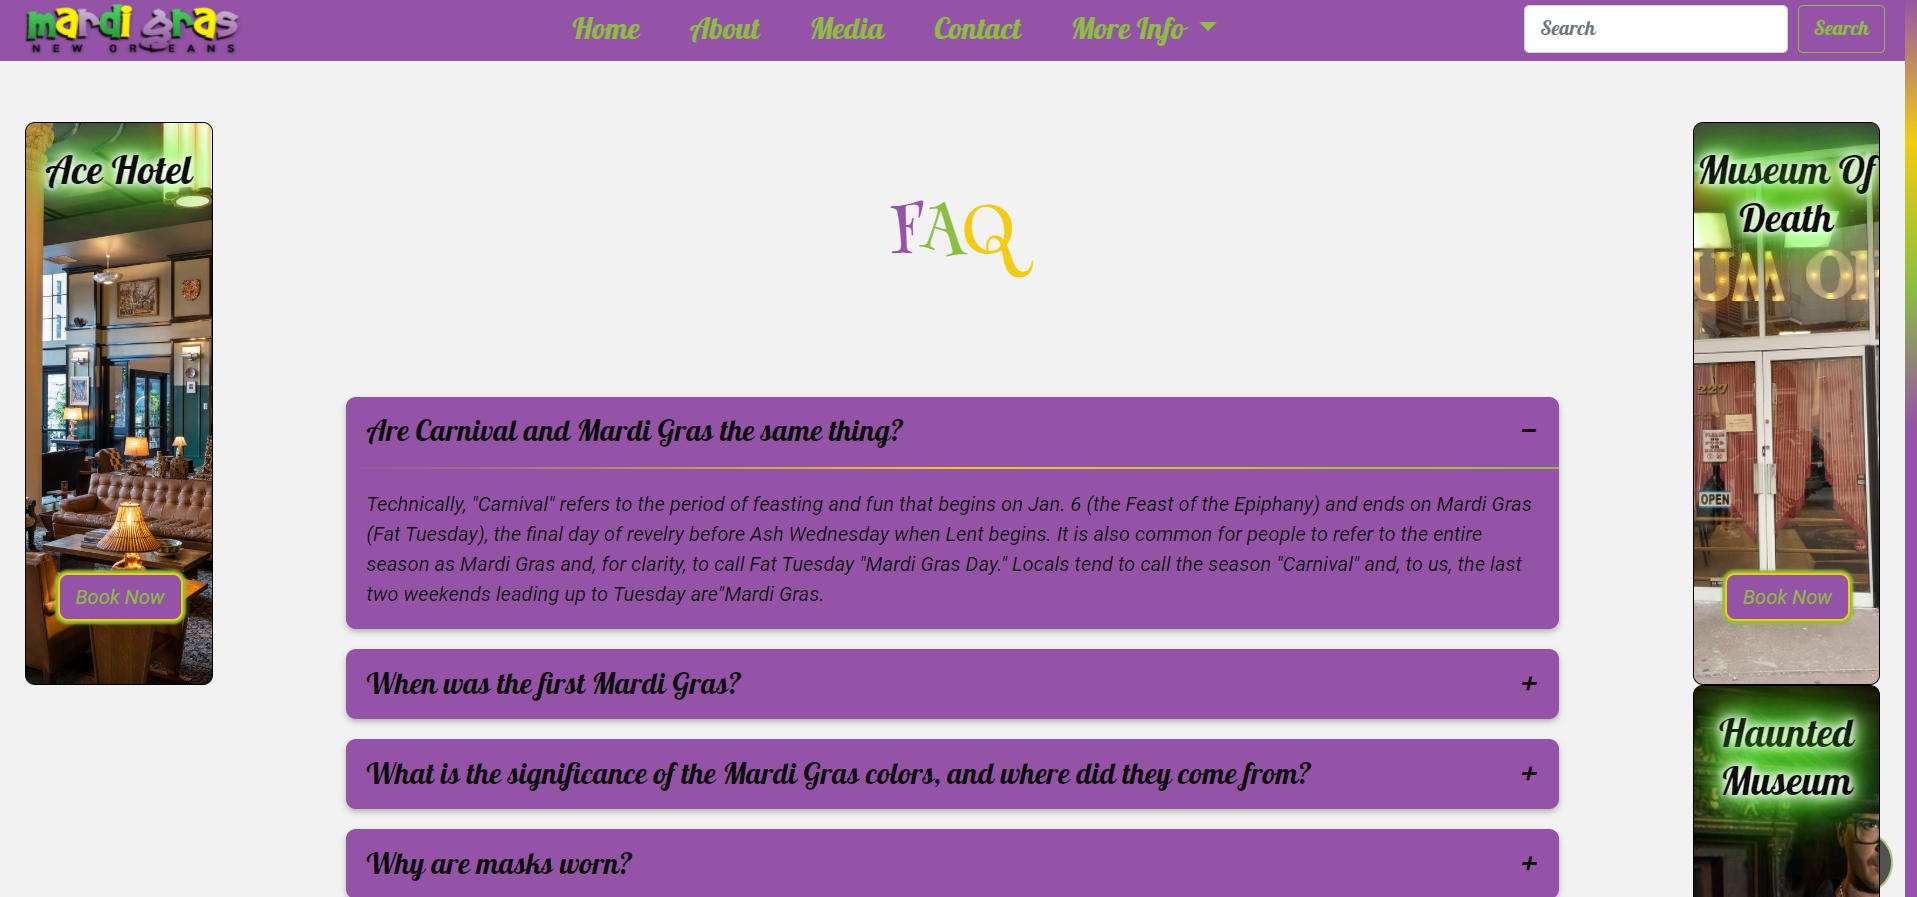 mardi gras
NEW ORLEANS
Home
About
Media
Contact
More Info
Search
Search
Ace Hotel
Book Now
FAQ
Are Carnival and Mardi Gras the same thing?
Technically, "Carnival" refers to the period of feasting and fun that begins on Jan. 6 (the Feast of the Epiphany) and ends on Mardi Gras
(Fat Tuesday), the final day of revelry before Ash Wednesday when Lent begins. It is also common for people to refer to the entire
season as Mardi Gras and, for clarity, to call Fat Tuesday "Mardi Gras Day." Locals tend to call the season "Carnival" and, to us, the last
two weekends leading up to Tuesday are"Mardi Gras.
When was the first Mardi Gras?
What is the significance of the Mardi Gras colors, and where did they come from?
Why are masks worn?
Museum Of
Death
UM OF
227
PLEASE
NO
FOOD OR
OPEN
Book Now
Haunted
Museum